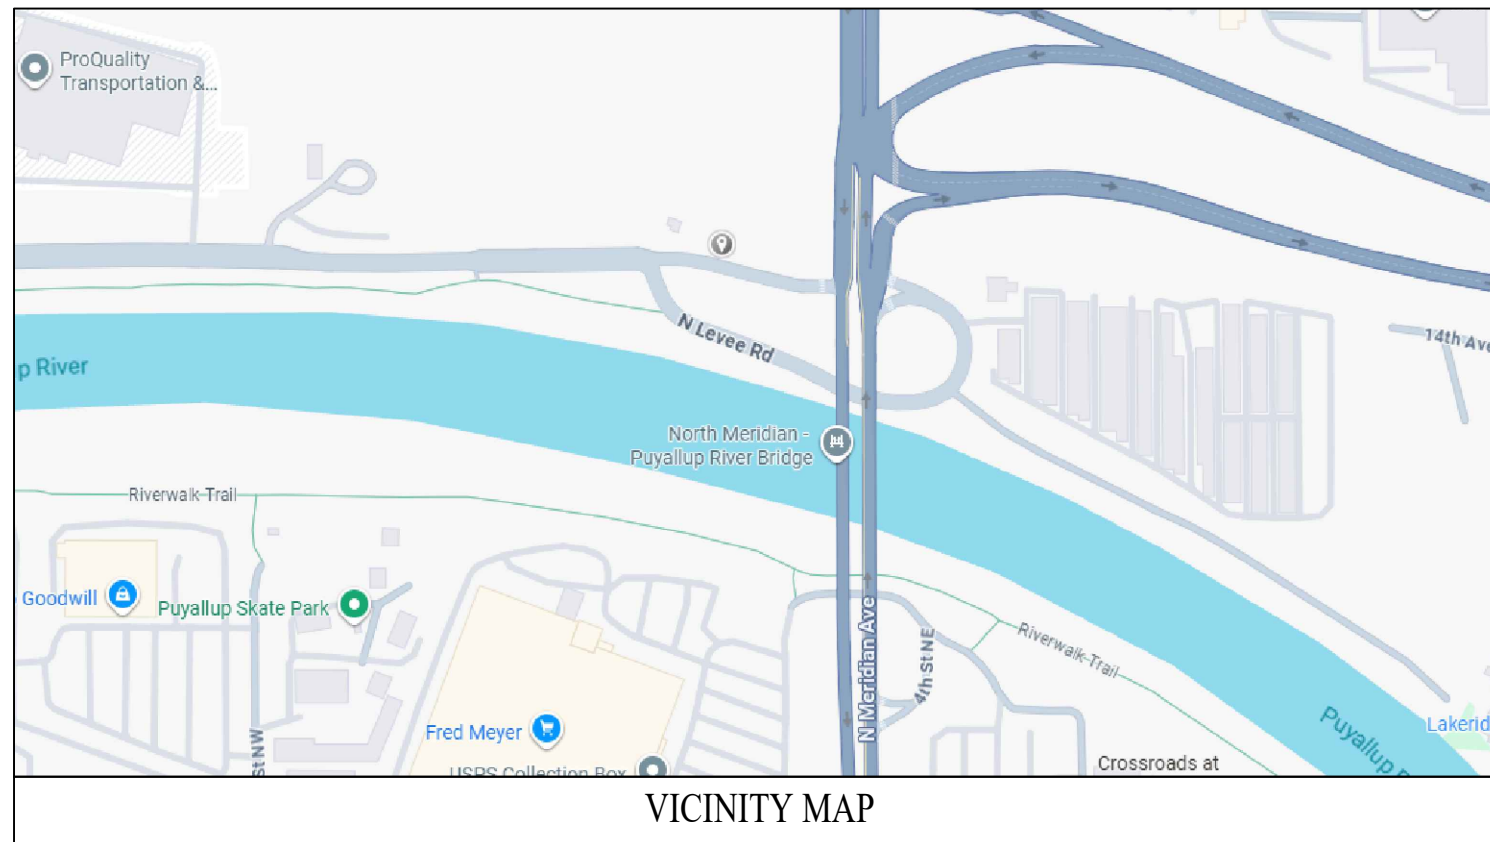 ProQuality
Transportation &...
N Levee Rd
14th Ave
p River
North Meridian -
Puyallup River Bridge
Riverwalk Trail
Goodwill
Puyallup Skate Park
N Meridian Ave
4th St NE
Riverwalk Trail
Fred Meyer
St NW
USPS Collection Box
Puyallup
Lakerid
Crossroads at
VICINITY MAP